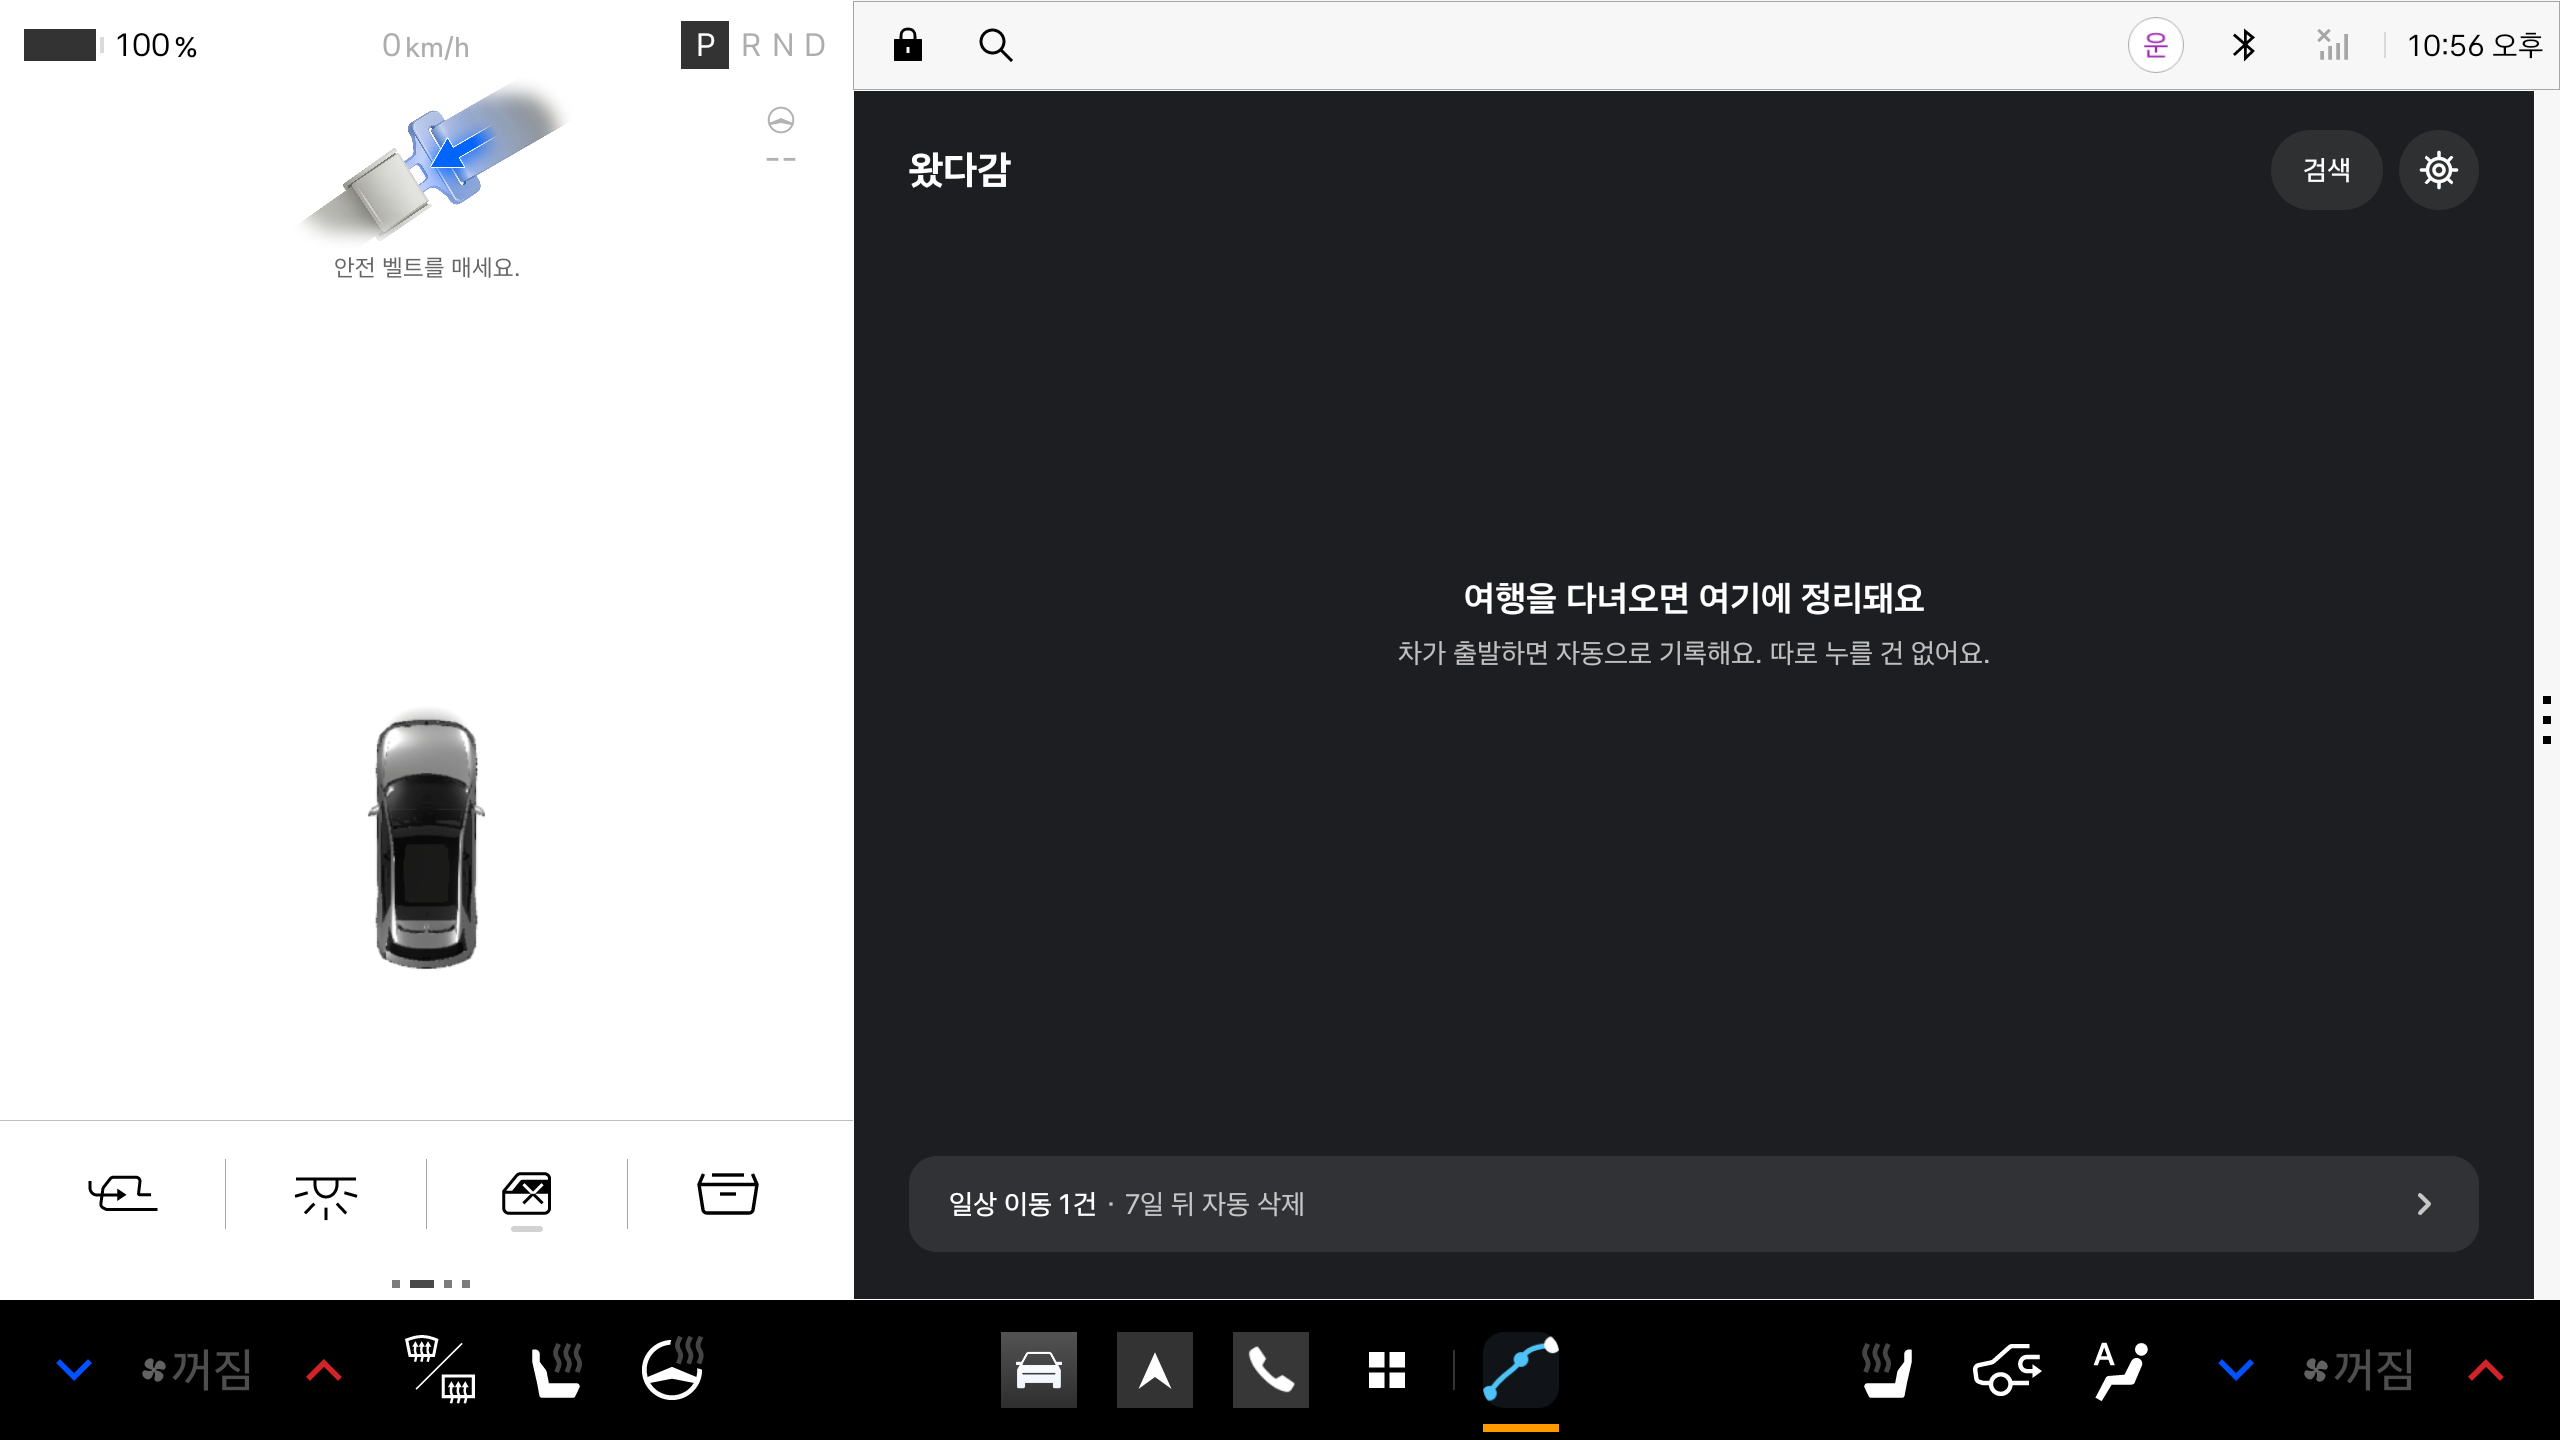 100%
0 km/h
P R N D
운
10:56 오후
안전 벨트를 매세요.
왔다감
검색
여행을 다녀오면 여기에 정리돼요
차가 출발하면 자동으로 기록해요. 따로 누를 건 없어요.
일상 이동 1건 · 7일 뒤 자동 삭제
꺼짐
A
꺼짐